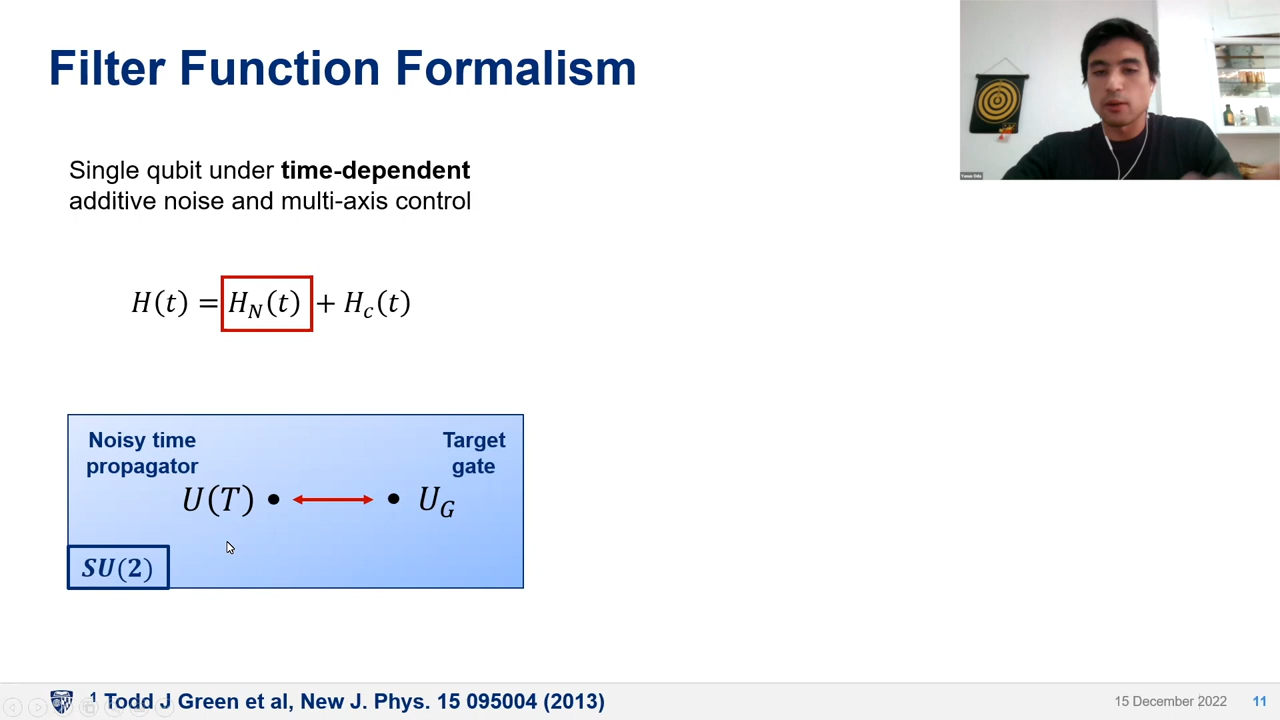 Filter Function Formalism
Single qubit under time-dependent
additive noise and multi-axis control
H(t) = H_N(t) + H_c(t)
Noisy time
propagator
Target
gate
U(T) • ↔ • U_G
SU(2)
¹ Todd J Green et al, New J. Phys. 15 095004 (2013)
15 December 2022
11